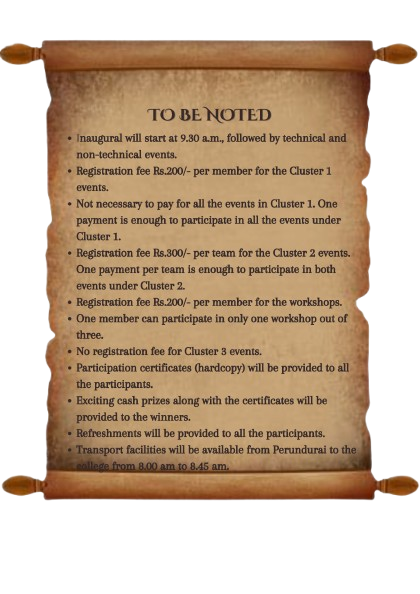 TO BE NOTED
• Inaugural will start at 9.30 a.m., followed by technical and
non-technical events.
• Registration fee Rs.200/- per member for the Cluster 1
events.
• Not necessary to pay for all the events in Cluster 1. One
payment is enough to participate in all the events under
Cluster 1.
• Registration fee Rs.300/- per team for the Cluster 2 events.
One payment per team is enough to participate in both
events under Cluster 2.
• Registration fee Rs.200/- per member for the workshops.
• One member can participate in only one workshop out of
three.
• No registration fee for Cluster 3 events.
• Participation certificates (hardcopy) will be provided to all
the participants.
• Exciting cash prizes along with the certificates will be
provided to the winners.
• Refreshments will be provided to all the participants.
• Transport facilities will be available from Perundurai to the
college from 8.00 am to 8.45 am.